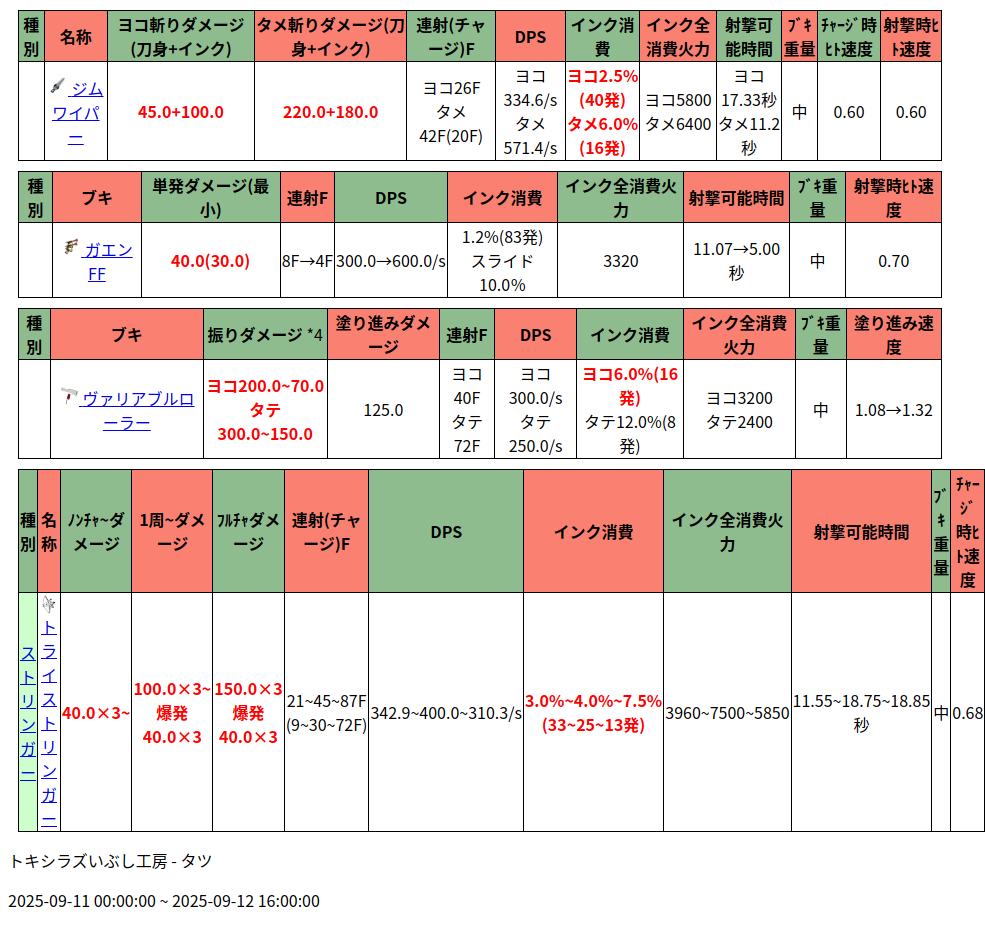 種別 名称 ヨコ斬りダメージ(刀身+インク) タメ斬りダメージ(刀身+インク) 連射(チャージ)F DPS インク消費 インク全消費火力 射撃可能時間 ﾌﾞｷ重量 ﾁｬｰｼﾞ時ﾋﾄ速度 射撃時ﾋﾄ速度
ジムワイパー 45.0+100.0 220.0+180.0 ヨコ26F タメ42F(20F) ヨコ334.6/s タメ571.4/s ヨコ2.5%(40発) タメ6.0%(16発) ヨコ5800 タメ6400 ヨコ17.33秒 タメ11.2秒 中 0.60 0.60
種別 ブキ 単発ダメージ(最小) 連射F DPS インク消費 インク全消費火力 射撃可能時間 ﾌﾞｷ重量 射撃時ﾋﾄ速度
ガエンFF 40.0(30.0) 8F→4F 300.0→600.0/s 1.2%(83発) スライド10.0% 3320 11.07→5.00秒 中 0.70
種別 ブキ 振りダメージ *4 塗り進みダメージ 連射F DPS インク消費 インク全消費火力 ﾌﾞｷ重量 塗り進み速度
ヴァリアブルローラー ヨコ200.0~70.0 タテ300.0~150.0 125.0 ヨコ40F タテ72F ヨコ300.0/s タテ250.0/s ヨコ6.0%(16発) タテ12.0%(8発) ヨコ3200 タテ2400 中 1.08→1.32
種別 名称 ﾉﾝﾁｬ~ダメージ 1周~ダメージ ﾌﾙﾁｬダメージ 連射(チャージ)F DPS インク消費 インク全消費火力 射撃可能時間 ﾌﾞｷ重量 ﾁｬｰｼﾞ時ﾋﾄ速度
ストリンガー トライストリンガー 40.0×3~ 100.0×3~爆発40.0×3 150.0×3爆発40.0×3 21~45~87F(9~30~72F) 342.9~400.0~310.3/s 3.0%~4.0%~7.5%(33~25~13発) 3960~7500~5850 11.55~18.75~18.85秒 中 0.68
トキシラズいぶし工房 - タツ
2025-09-11 00:00:00 ~ 2025-09-12 16:00:00